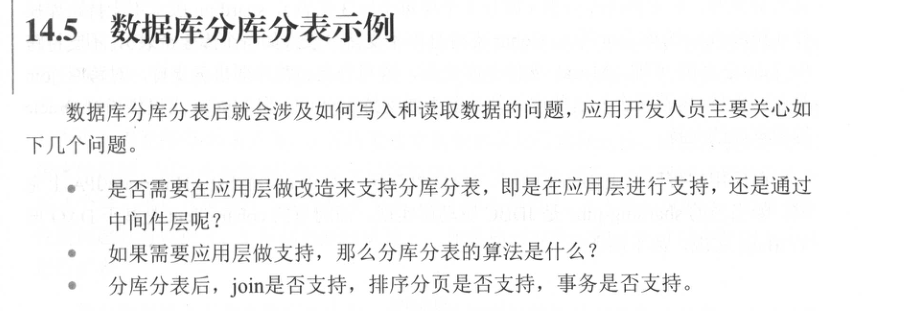 14.5 数据库分库分表示例
数据库分库分表后就会涉及如何写入和读取数据的问题，应用开发人员主要关心如
下几个问题。
• 是否需要在应用层做改造来支持分库分表，即是在应用层进行支持，还是通过
中间件层呢？
• 如果需要应用层做支持，那么分库分表的算法是什么？
• 分库分表后，join是否支持，排序分页是否支持，事务是否支持。